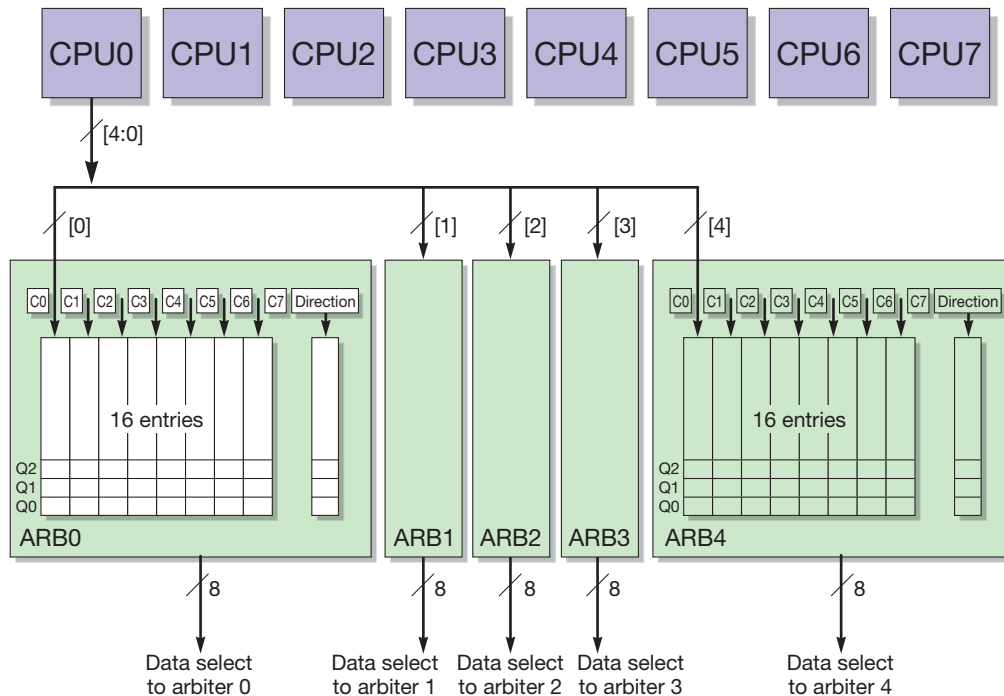 CPU0 CPU1 CPU2 CPU3 CPU4 CPU5 CPU6 CPU7
[4:0]
[0] [1] [2] [3] [4]
C0 C1 C2 C3 C4 C5 C6 C7 Direction
C0 C1 C2 C3 C4 C5 C6 C7 Direction
16 entries
16 entries
Q2
Q1
Q0
Q2
Q1
Q0
ARB0 ARB1 ARB2 ARB3 ARB4
8 8 8 8 8
Data select
to arbiter 0
Data select
to arbiter 1
Data select
to arbiter 2
Data select
to arbiter 3
Data select
to arbiter 4